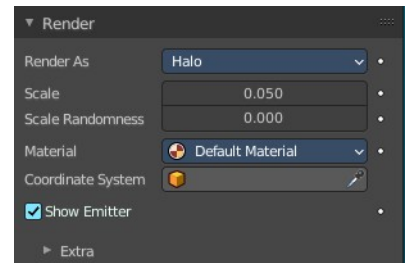 Render
Render As Halo
Scale 0.050
Scale Randomness 0.000
Material Default Material
Coordinate System
Show Emitter
Extra